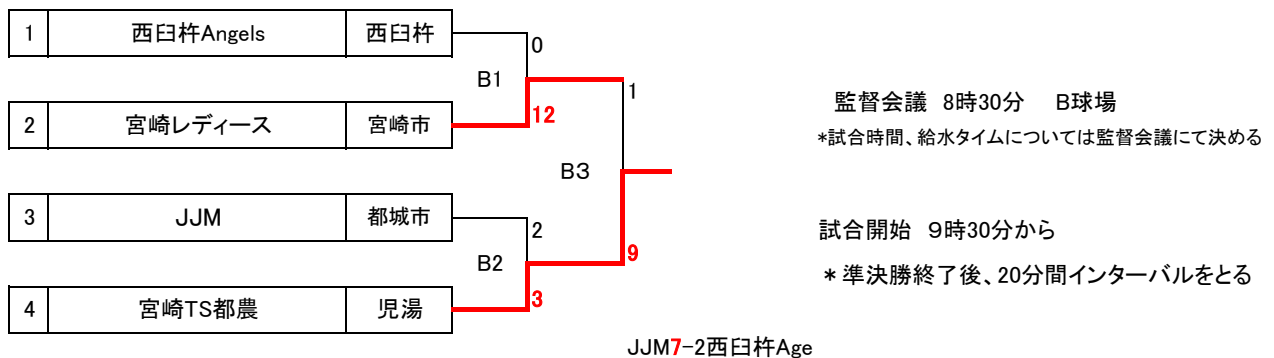 1 西臼杵Angels 西臼杵
0
B1
2 宮崎レディース 宮崎市
12
1
B3
3 JJM 都城市
2
B2
9
4 宮崎TS都農 児湯
3
監督会議 8時30分 B球場
*試合時間、給水タイムについては監督会議にて決める
試合開始 9時30分から
*準決勝終了後、20分間インターバルをとる
JJM7-2西臼杵Age